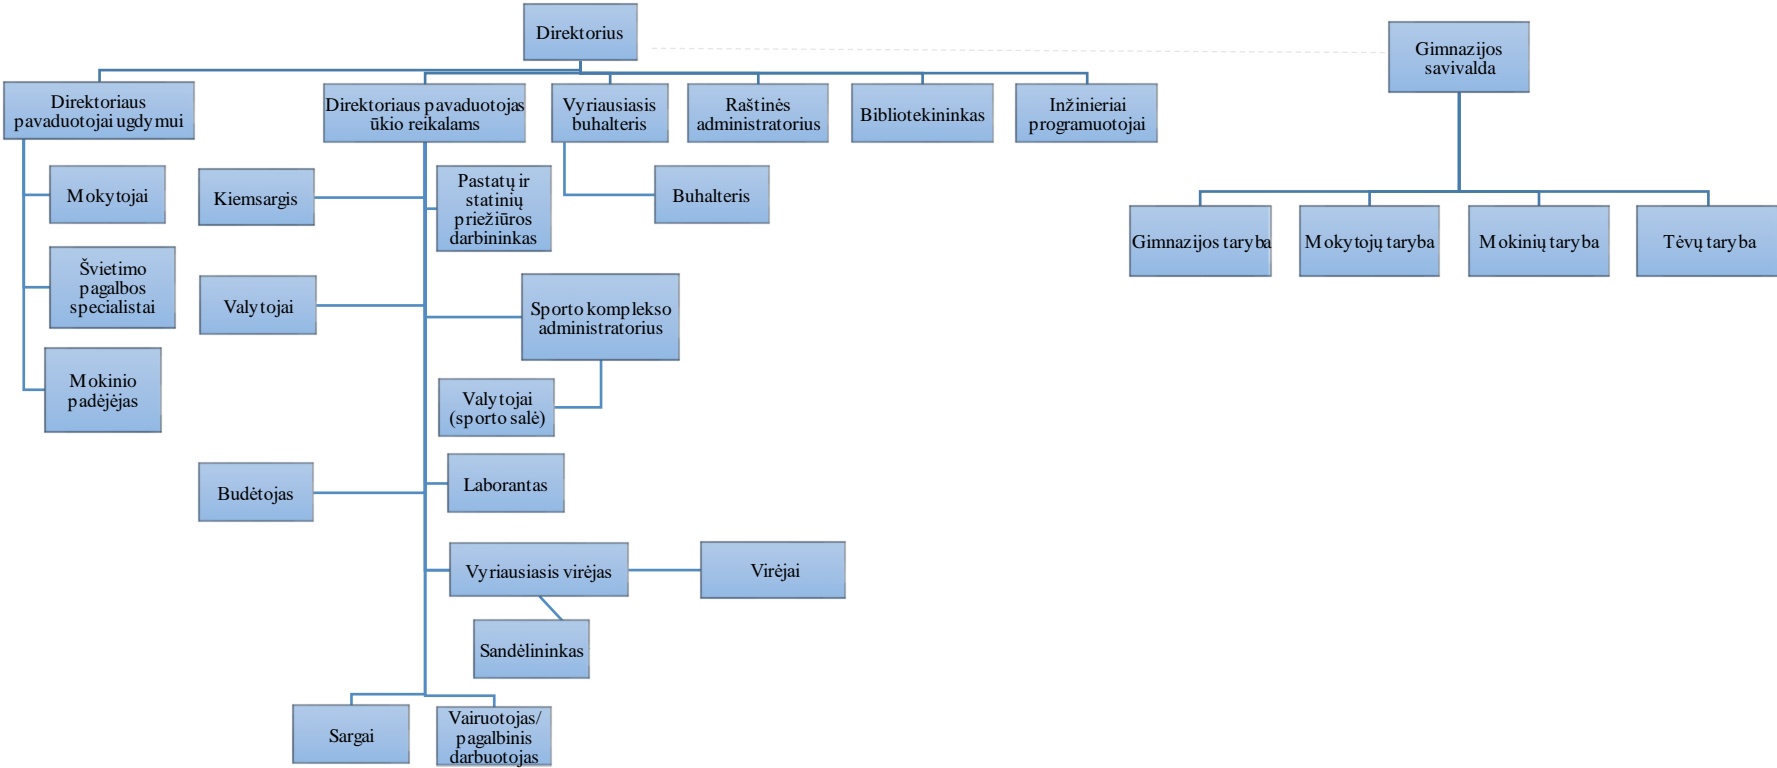 Direktorius
Gimnazijos
savivalda
Direktoriaus
pavaduotojai ugdymui
Direktoriaus pavaduotojas
ūkio reikalams
Vyriausiasis
buhalteris
Raštinės
administratorius
Bibliotekininkas
Inžinieriai
programuotojai
Mokytojai
Kiemsargis
Pastatų ir
statinių
priežiūros
darbininkas
Buhalteris
Gimnazijos taryba
Mokytojų taryba
Mokinių taryba
Tėvų taryba
Švietimo
pagalbos
specialistai
Valytojai
Sporto komplekso
administratorius
Mokinio
padėjėjas
Valytojai
(sporto salė)
Budėtojas
Laborantas
Vyriausiasis virėjas
Virėjai
Sandėlininkas
Sargai
Vairuotojas/
pagalbinis
darbuotojas